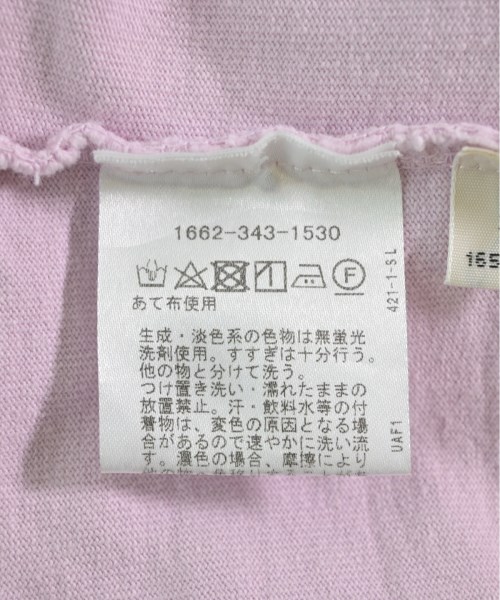 1662-343-1530
F
あて布使用
生成・淡色系の色物は無蛍光
洗剤使用。すすぎは十分行う。
他の物と分けて洗う。
つけ置き洗い・濡れたままの
放置禁止。汗・飲料水等の付
着物は、変色の原因となる場
合があるので速やかに洗い流
す。濃色の場合、摩擦により
421-1-SL
UAF1
165